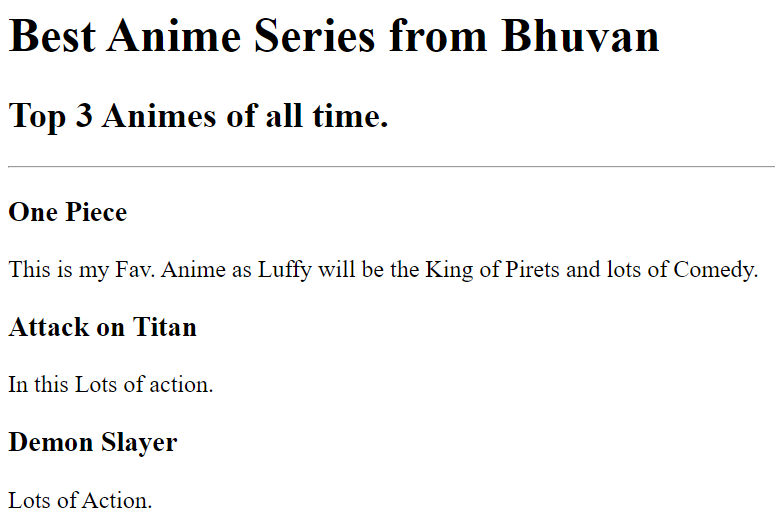 Best Anime Series from Bhuvan
Top 3 Animes of all time.
One Piece
This is my Fav. Anime as Luffy will be the King of Pirets and lots of Comedy.
Attack on Titan
In this Lots of action.
Demon Slayer
Lots of Action.